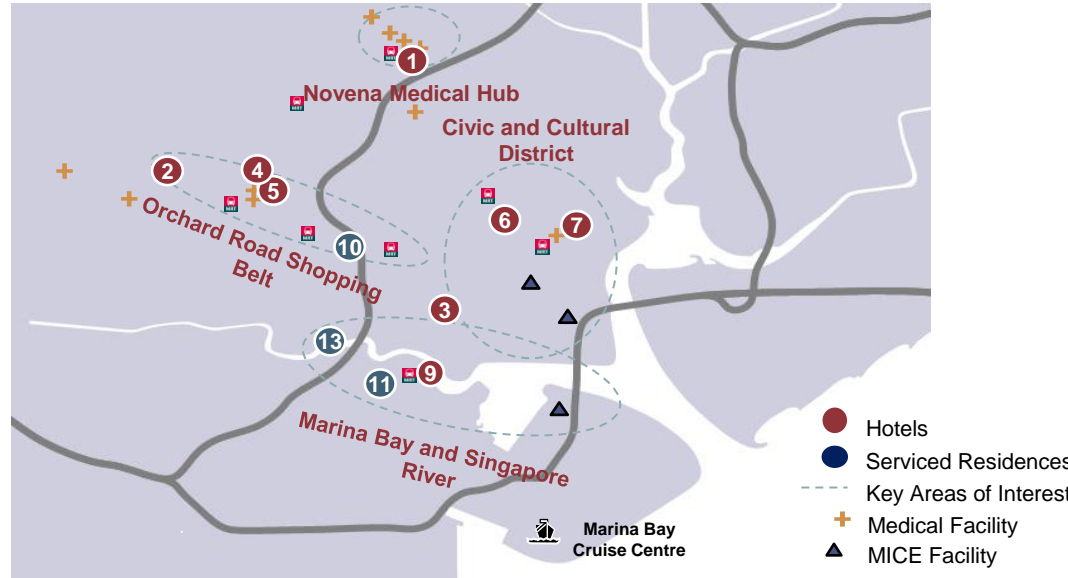 1
Novena Medical Hub
Civic and Cultural
District
2
4
5
6
7
Orchard Road Shopping
Belt
10
3
13
11
9
Marina Bay and Singapore
River
Marina Bay
Cruise Centre
Hotels
Serviced Residences
Key Areas of Interest
Medical Facility
MICE Facility